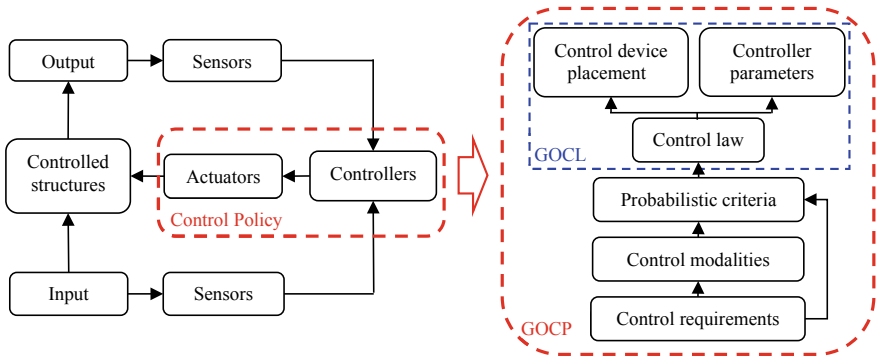 Output
Sensors
Controlled
structures
Actuators
Controllers
Control Policy
Input
Sensors
Control device
placement
Controller
parameters
Control law
GOCL
Probabilistic criteria
Control modalities
Control requirements
GOCP